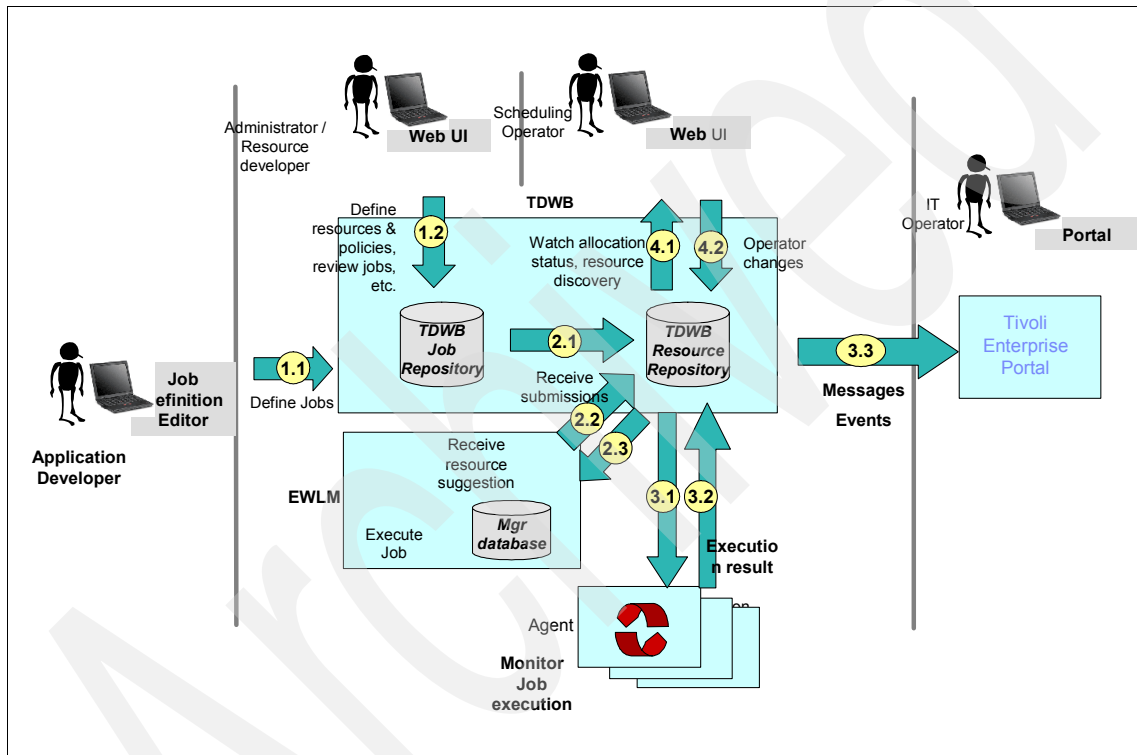 Administrator /
Resource
developer
Web UI
Scheduling
Operator
Web UI
IT
Operator
Portal
TDWB
Define
resources &
policies,
review jobs,
etc.
1.2
Watch allocation
status, resource
discovery
4.1
4.2
Operator
changes
TDWB
Job
Repository
2.1
TDWB
Resource
Repository
3.3
Tivoli
Enterprise
Portal
1.1
Define Jobs
Job
efinition
Editor
Application
Developer
Receive
submissions
2.2
2.3
Messages
Events
EWLM
Receive
resource
suggestion
Execute
Job
Mgr
database
3.1
3.2
Executio
n result
Agent
Monitor
Job
execution
Archived